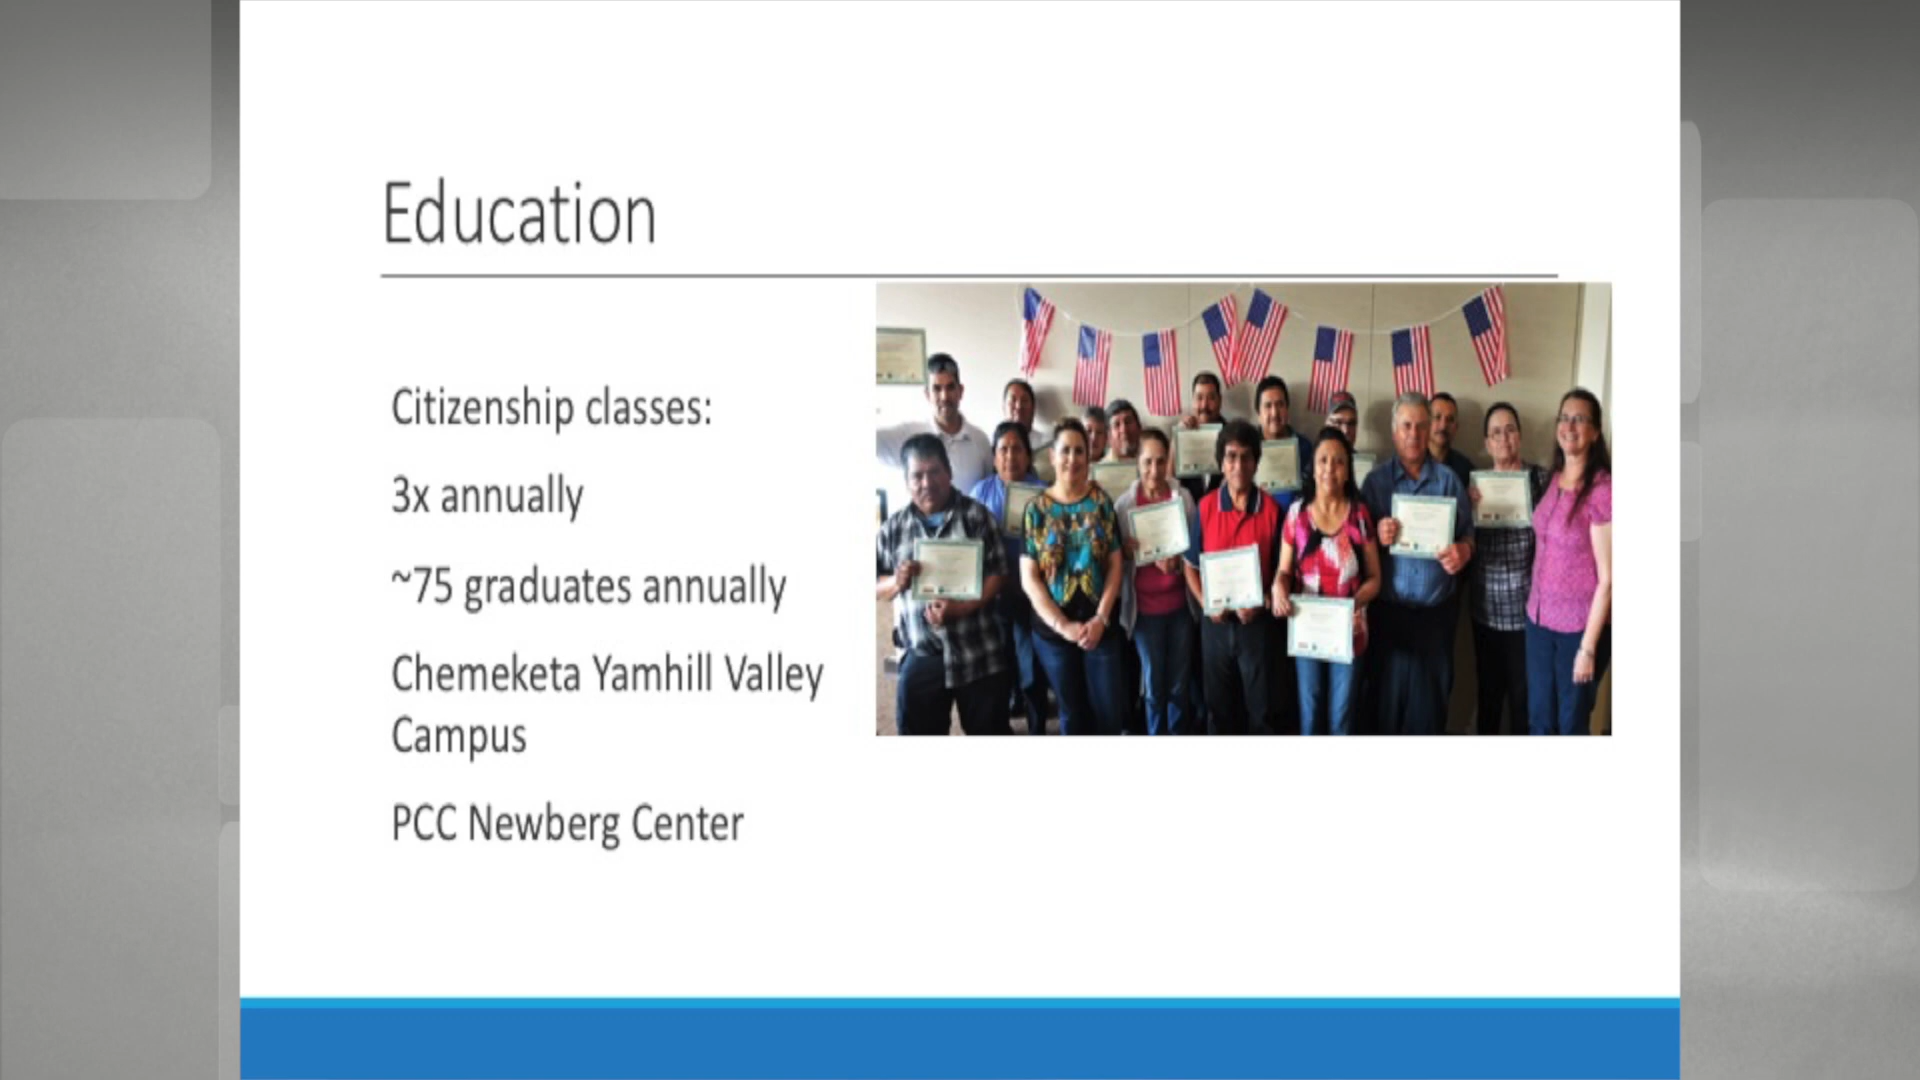 Education
Citizenship classes:
3x annually
~75 graduates annually
Chemeketa Yamhill Valley
Campus
PCC Newberg Center